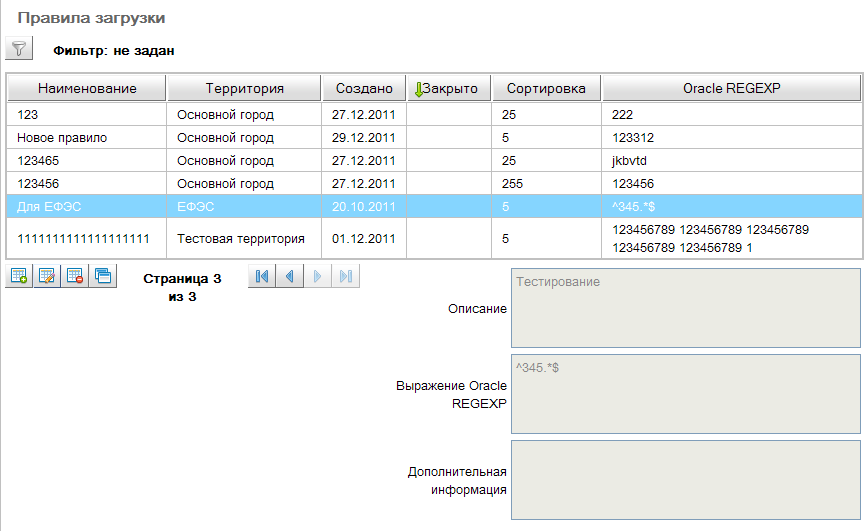 Правила загрузки
Фильтр: не задан
Наименование Территория Создано Закрыто Сортировка Oracle REGEXP
123 Основной город 27.12.2011 25 222
Новое правило Основной город 29.12.2011 5 123312
123465 Основной город 27.12.2011 25 jkbvtd
123456 Основной город 27.12.2011 255 123456
Для ЕФЭС ЕФЭС 20.10.2011 5 ^345.*$
1111111111111111111 Тестовая территория 01.12.2011 5 123456789 123456789 123456789
123456789 123456789 1
Страница 3
из 3
Описание
Тестирование
Выражение Oracle
REGEXP
^345.*$
Дополнительная
информация